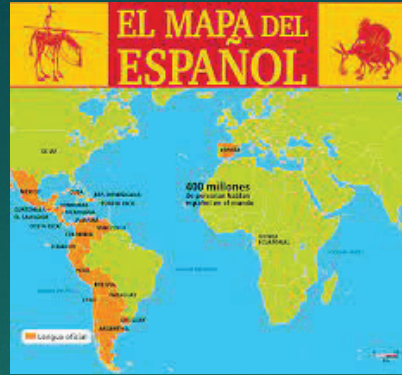 EL MAPA DEL
ESPAÑOL
EE.UU
MÉXICO
CUBA
REP. DOMINICANA
PUERTO RICO
GUATEMALA
HONDURAS
EL SALVADOR
NICARAGUA
COSTA RICA
PANAMÁ
VENEZUELA
COLOMBIA
ECUADOR
PERÚ
BOLIVIA
CHILE
PARAGUAY
URUGUAY
ARGENTINA
ESPAÑA
400 millones
de personas hablan
español en el mundo
GUINEA
ECUATORIAL
Lengua oficial